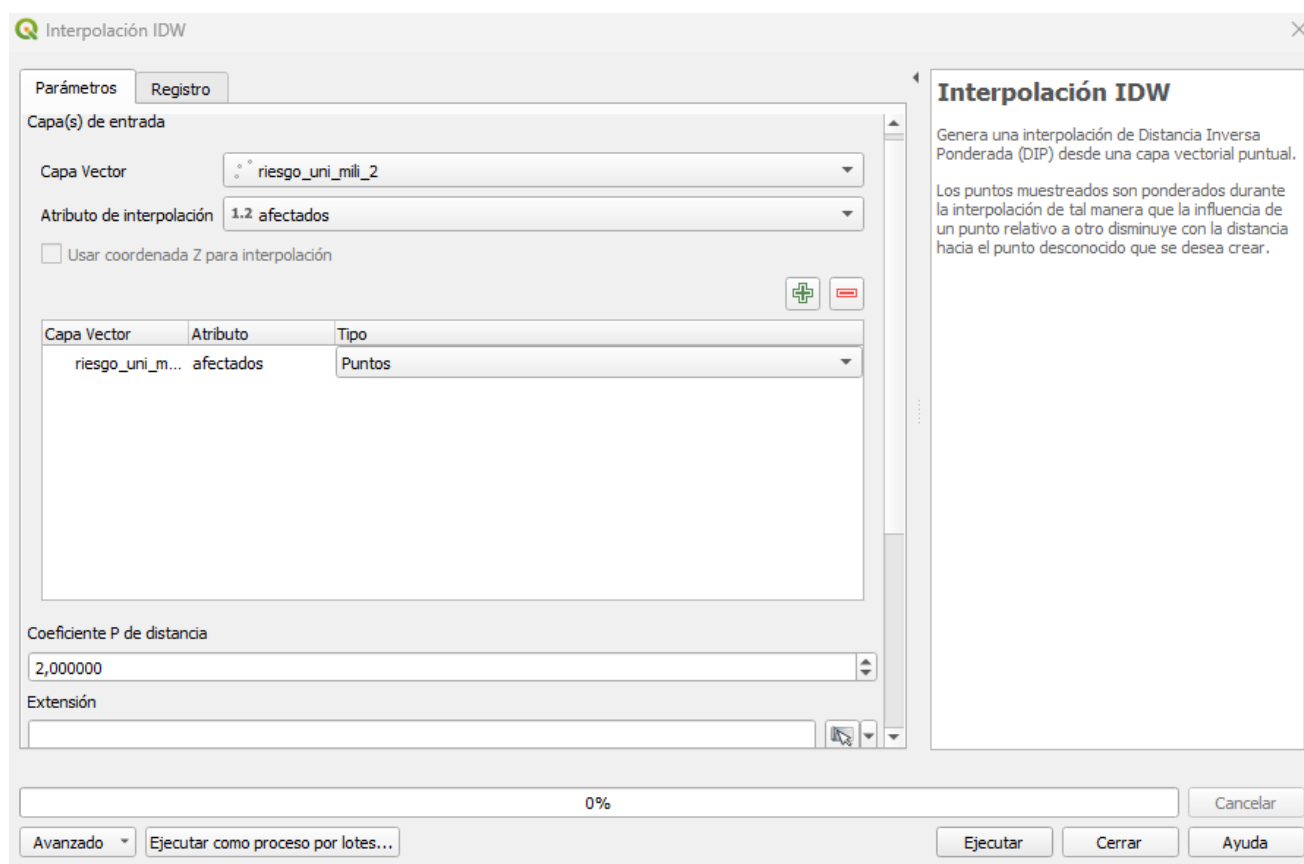 Interpolación IDW
Parámetros
Registro
Capa(s) de entrada
Capa Vector
riesgo_uni_mili_2
Atributo de interpolación
1.2 afectados
Usar coordenada Z para interpolación
Capa Vector Atributo Tipo
riesgo_uni_m... afectados Puntos
Coeficiente P de distancia
2,000000
Extensión
Interpolación IDW
Genera una interpolación de Distancia Inversa
Ponderada (DIP) desde una capa vectorial puntual.
Los puntos muestreados son ponderados durante
la interpolación de tal manera que la influencia de
un punto relativo a otro disminuye con la distancia
hacia el punto desconocido que se desea crear.
0%
Cancelar
Avanzado
Ejecutar como proceso por lotes...
Ejecutar
Cerrar
Ayuda